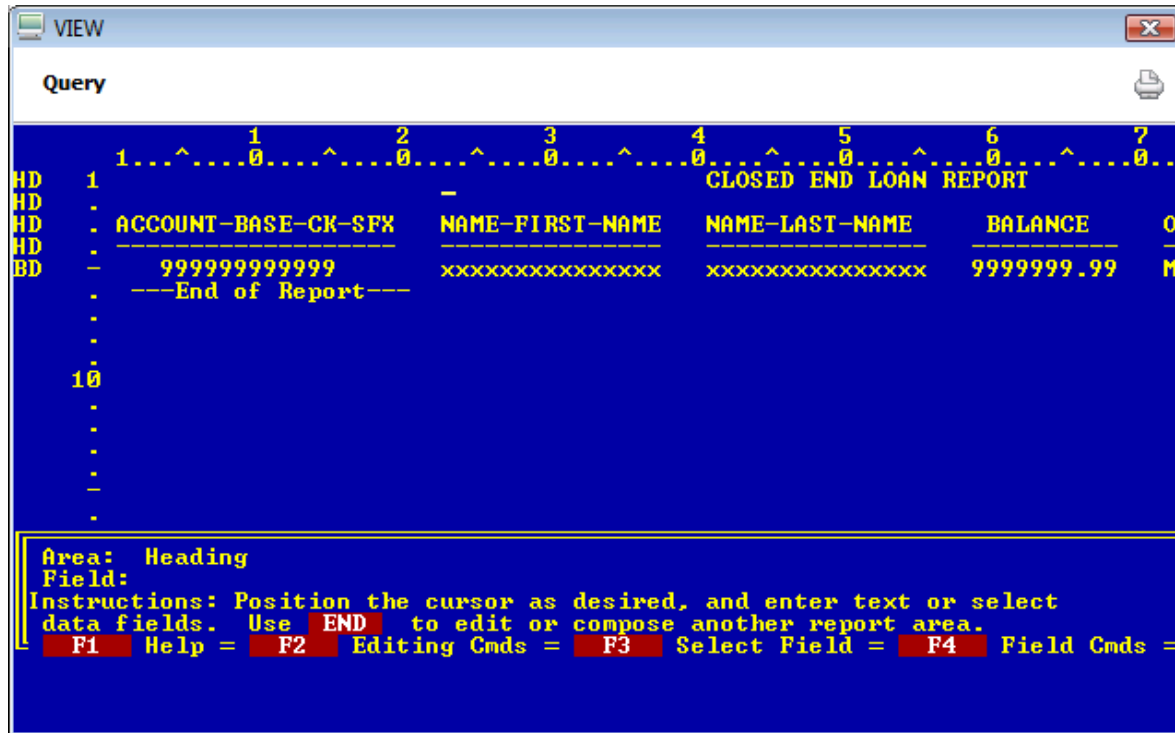 VIEW
Query
1 2 3 4 5 6 7
1...^....0....^....0....^....0....^....0....^....0....^....0....^....0..
HD 1 CLOSED END LOAN REPORT
HD . _
HD . ACCOUNT-BASE-CK-SFX NAME-FIRST-NAME NAME-LAST-NAME BALANCE O
HD . ------------------- --------------- --------------- ---------- -
BD - 999999999999 xxxxxxxxxxxxxxx xxxxxxxxxxxxxxx 9999999.99 M
. ---End of Report---
.
.
.
10
.
.
.
.
-
.
Area: Heading
Field:
Instructions: Position the cursor as desired, and enter text or select
data fields. Use END to edit or compose another report area.
F1 Help = F2 Editing Cmds = F3 Select Field = F4 Field Cmds =